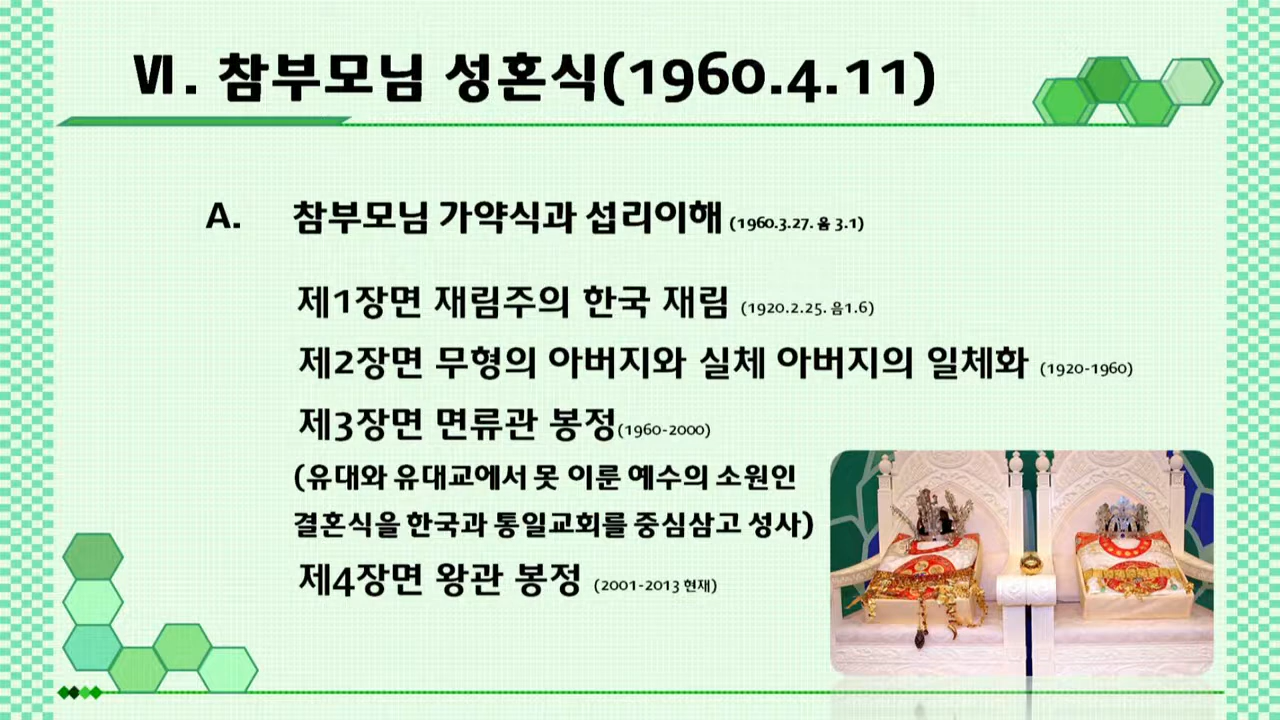 Ⅵ. 참부모님 성혼식(1960.4.11)
A. 참부모님 가약식과 섭리이해 (1960.3.27. 음 3.1)
제1장면 재림주의 한국 재림 (1920.2.25. 음1.6)
제2장면 무형의 아버지와 실체 아버지의 일체화 (1920-1960)
제3장면 면류관 봉정(1960-2000)
(유대와 유대교에서 못 이룬 예수의 소원인
결혼식을 한국과 통일교회를 중심삼고 성사)
제4장면 왕관 봉정 (2001-2013 현재)